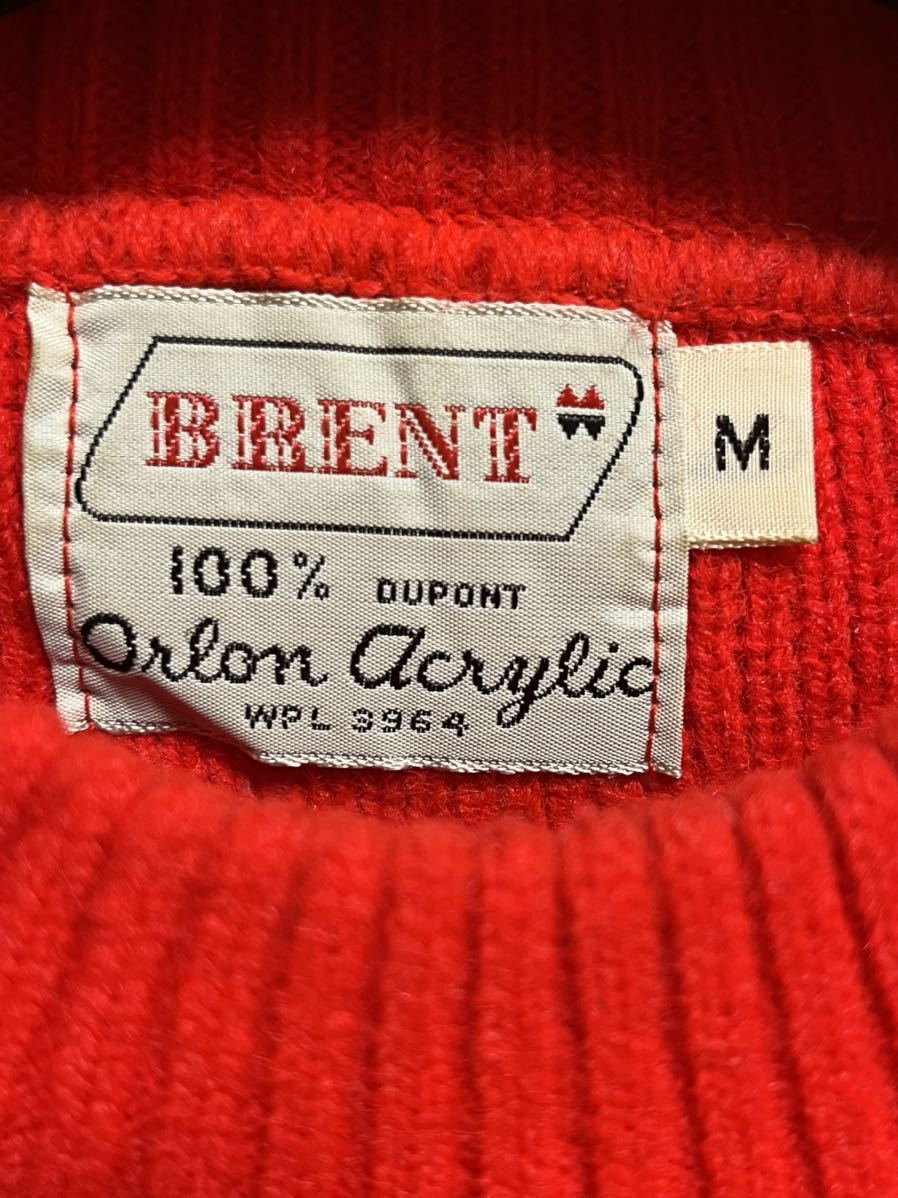 BRENT
M
100% DUPONT
Orlon Acrylic
WPL 3964